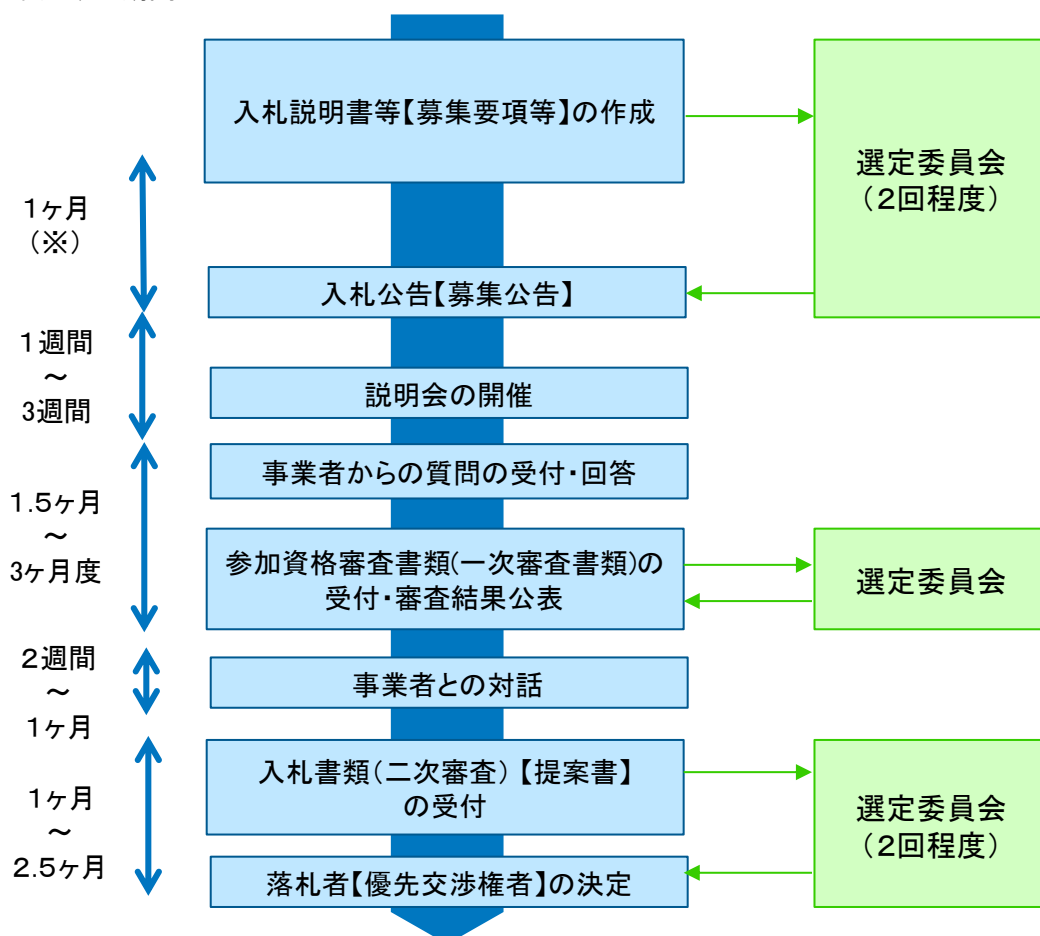 入札説明書等【募集要項等】の作成
選定委員会
（２回程度）
１ヶ月
（※）
入札公告【募集公告】
１週間
～
３週間
説明会の開催
事業者からの質問の受付・回答
1.5ヶ月
～
3ヶ月度
参加資格審査書類(一次審査書類)の
受付・審査結果公表
選定委員会
２週間
～
１ヶ月
事業者との対話
入札書類（二次審査）【提案書】
の受付
選定委員会
（２回程度）
１ヶ月
～
2.5ヶ月
落札者【優先交渉権者】の決定